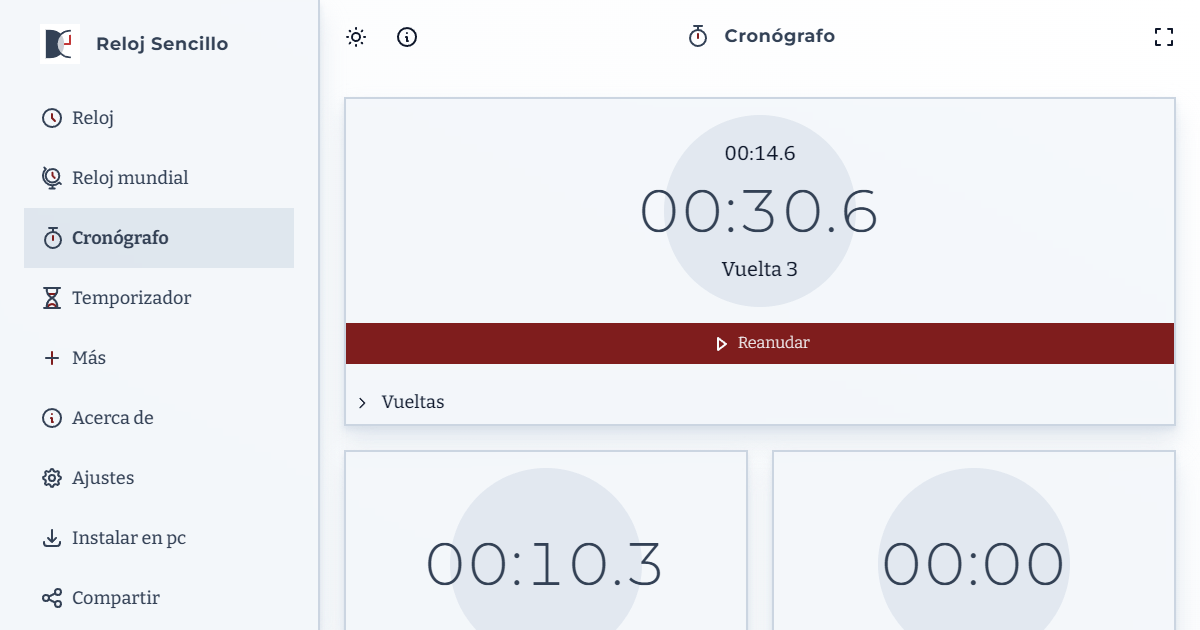 Reloj Sencillo
Reloj
Reloj mundial
Cronógrafo
Temporizador
Más
Acerca de
Ajustes
Instalar en pc
Compartir
Cronógrafo
00:14.6
00:30.6
Vuelta 3
Reanudar
Vueltas
00:10.3
00:00